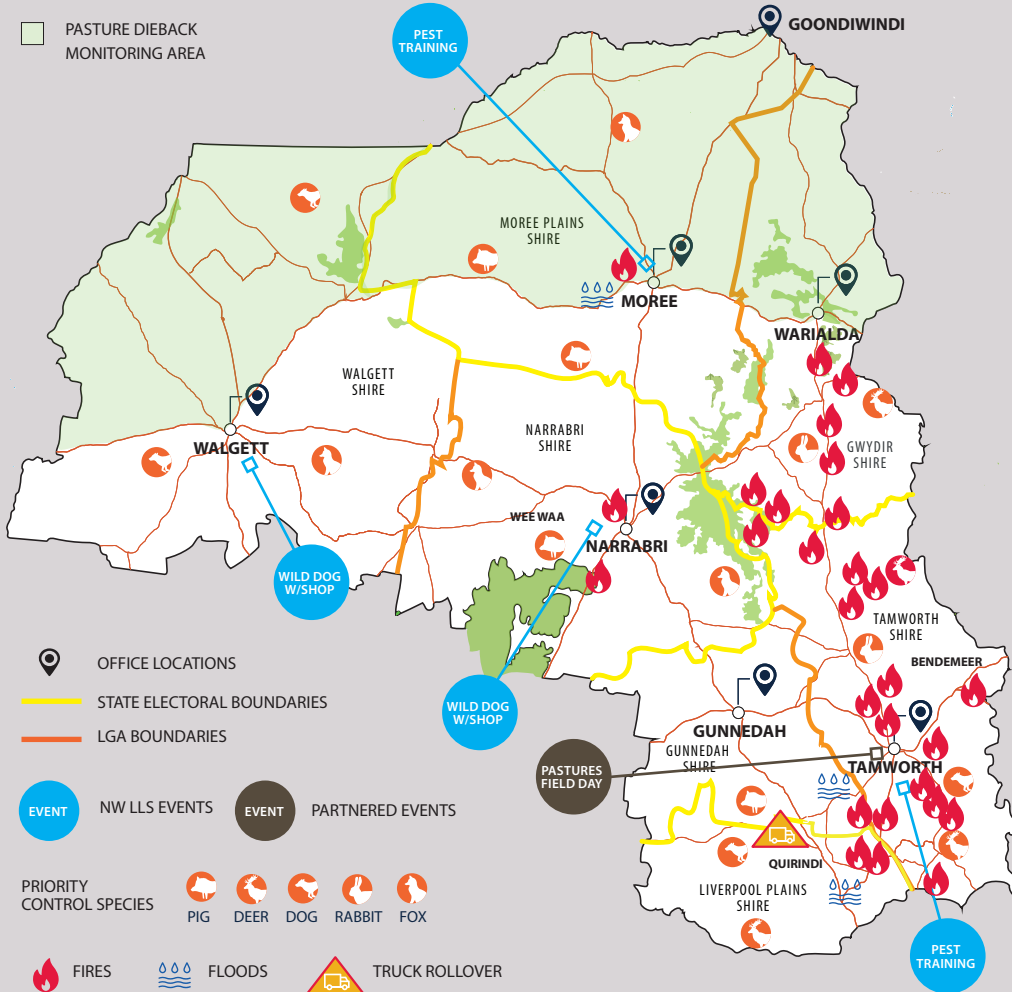 PASTURE DIEBACK
MONITORING AREA
PEST
TRAINING
GOONDIWINDI
MOREE PLAINS
SHIRE
MOREE
WARIALDA
WALGETT
SHIRE
WALGETT
NARRABRI
SHIRE
GWYDIR
SHIRE
WEE WAA
NARRABRI
WILD DOG
W/SHOP
TAMWORTH
SHIRE
BENDEMEER
OFFICE LOCATIONS
STATE ELECTORAL BOUNDARIES
LGA BOUNDARIES
WILD DOG
W/SHOP
GUNNEDAH
GUNNEDAH
SHIRE
TAMWORTH
PASTURES
FIELD DAY
EVENT
NW LLS EVENTS
EVENT
PARTNERED EVENTS
QUIRINDI
LIVERPOOL PLAINS
SHIRE
PRIORITY
CONTROL SPECIES
PIG
DEER
DOG
RABBIT
FOX
PEST
TRAINING
FIRES
FLOODS
TRUCK ROLLOVER